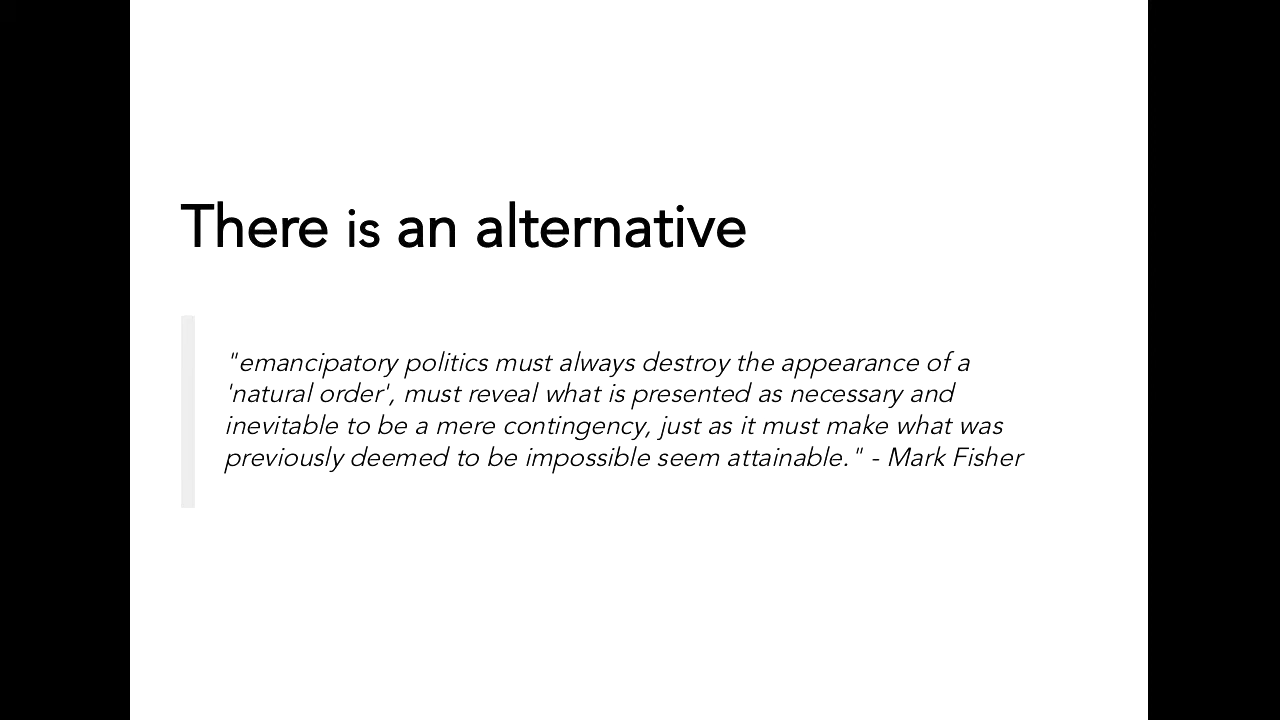 There is an alternative
"emancipatory politics must always destroy the appearance of a
'natural order', must reveal what is presented as necessary and
inevitable to be a mere contingency, just as it must make what was
previously deemed to be impossible seem attainable." - Mark Fisher